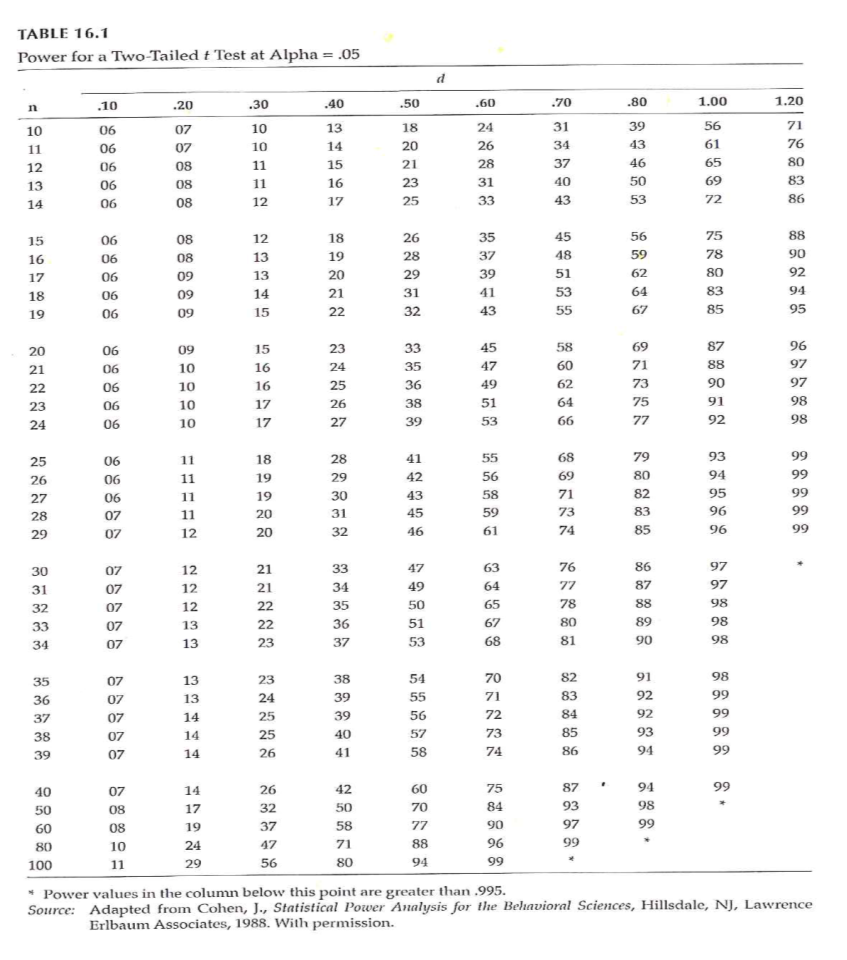 TABLE 16.1
Power for a Two-Tailed t Test at Alpha = .05
d
n .10 .20 .30 .40 .50 .60 .70 .80 1.00 1.20
10 06 07 10 13 18 24 31 39 56 71
11 06 07 10 14 20 26 34 43 61 76
12 06 08 11 15 21 28 37 46 65 80
13 06 08 11 16 23 31 40 50 69 83
14 06 08 12 17 25 33 43 53 72 86
15 06 08 12 18 26 35 45 56 75 88
16 06 08 13 19 28 37 48 59 78 90
17 06 09 13 20 29 39 51 62 80 92
18 06 09 14 21 31 41 53 64 83 94
19 06 09 15 22 32 43 55 67 85 95
20 06 09 15 23 33 45 58 69 87 96
21 06 10 16 24 35 47 60 71 88 97
22 06 10 16 25 36 49 62 73 90 97
23 06 10 17 26 38 51 64 75 91 98
24 06 10 17 27 39 53 66 77 92 98
25 06 11 18 28 41 55 68 79 93 99
26 06 11 19 29 42 56 69 80 94 99
27 06 11 19 30 43 58 71 82 95 99
28 07 11 20 31 45 59 73 83 96 99
29 07 12 20 32 46 61 74 85 96 99
30 07 12 21 33 47 63 76 86 97 *
31 07 12 21 34 49 64 77 87 97
32 07 12 22 35 50 65 78 88 98
33 07 13 22 36 51 67 80 89 98
34 07 13 23 37 53 68 81 90 98
35 07 13 23 38 54 70 82 91 98
36 07 13 24 39 55 71 83 92 99
37 07 14 25 39 56 72 84 92 99
38 07 14 25 40 57 73 85 93 99
39 07 14 26 41 58 74 86 94 99
40 07 14 26 42 60 75 87 94 99
50 08 17 32 50 70 84 93 98 *
60 08 19 37 58 77 90 97 99
80 10 24 47 71 88 96 99 *
100 11 29 56 80 94 99 *
* Power values in the column below this point are greater than .995.
Source: Adapted from Cohen, J., Statistical Power Analysis for the Behavioral Sciences, Hillsdale, NJ, Lawrence
Erlbaum Associates, 1988. With permission.